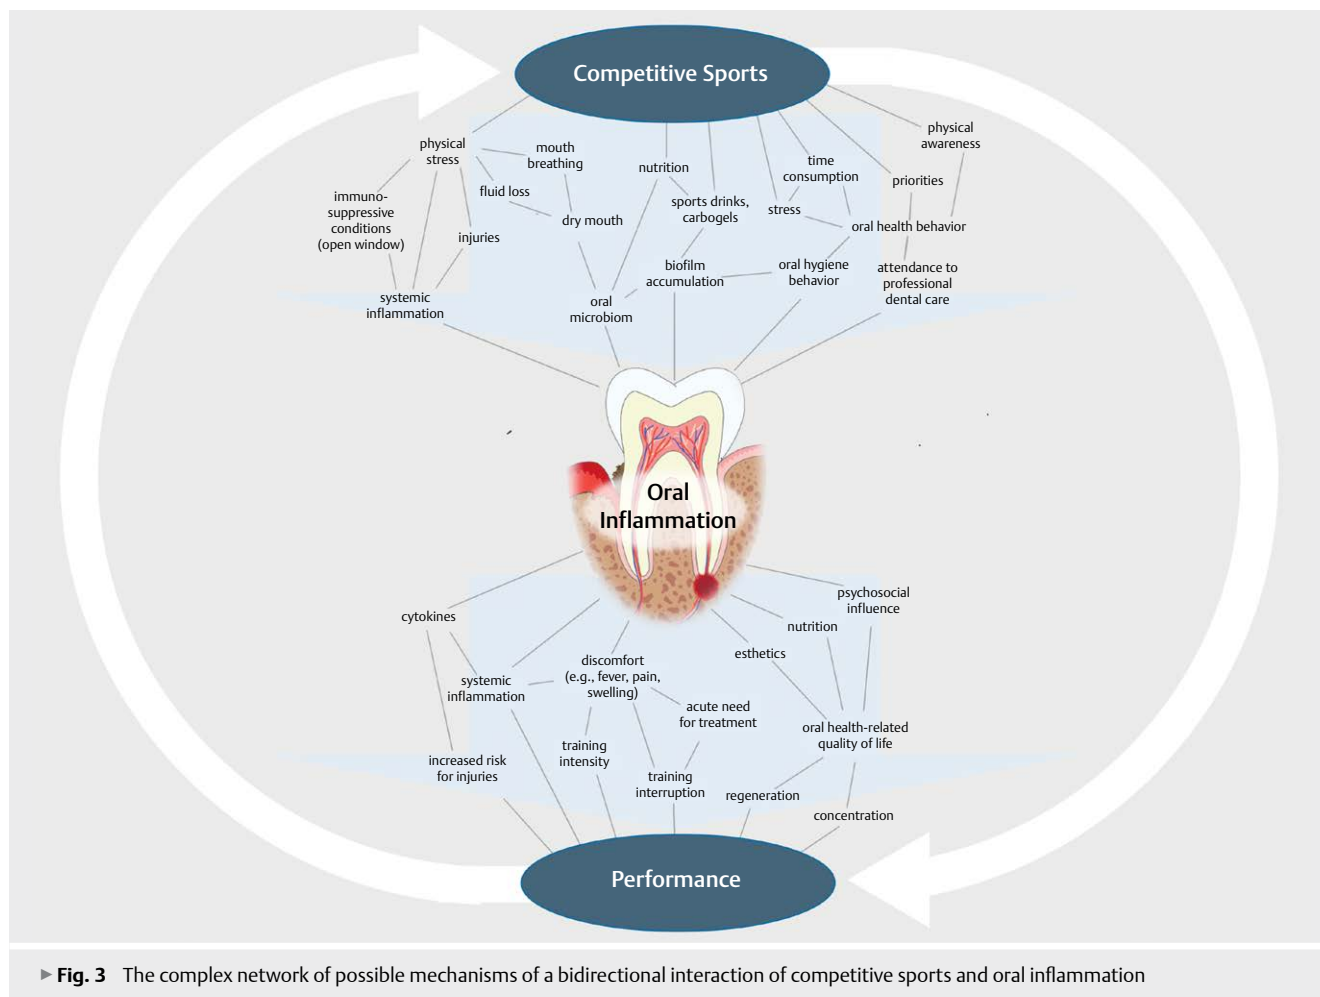 Competitive Sports
physical
awareness
physical
stress
mouth
breathing
nutrition
time
consumption
priorities
fluid loss
immuno-
suppressive
conditions
(open window)
sports drinks,
carbogels
stress
dry mouth
oral health behavior
injuries
biofilm
accumulation
oral hygiene
behavior
attendance to
professional
dental care
systemic
inflammation
oral
microbiom
Oral
Inflammation
cytokines
psychosocial
influence
nutrition
esthetics
discomfort
(e.g., fever, pain,
swelling)
systemic
inflammation
acute need
for treatment
oral health-related
quality of life
training
intensity
increased risk
for injuries
training
interruption
regeneration
concentration
Performance
▶ Fig. 3 The complex network of possible mechanisms of a bidirectional interaction of competitive sports and oral inflammation